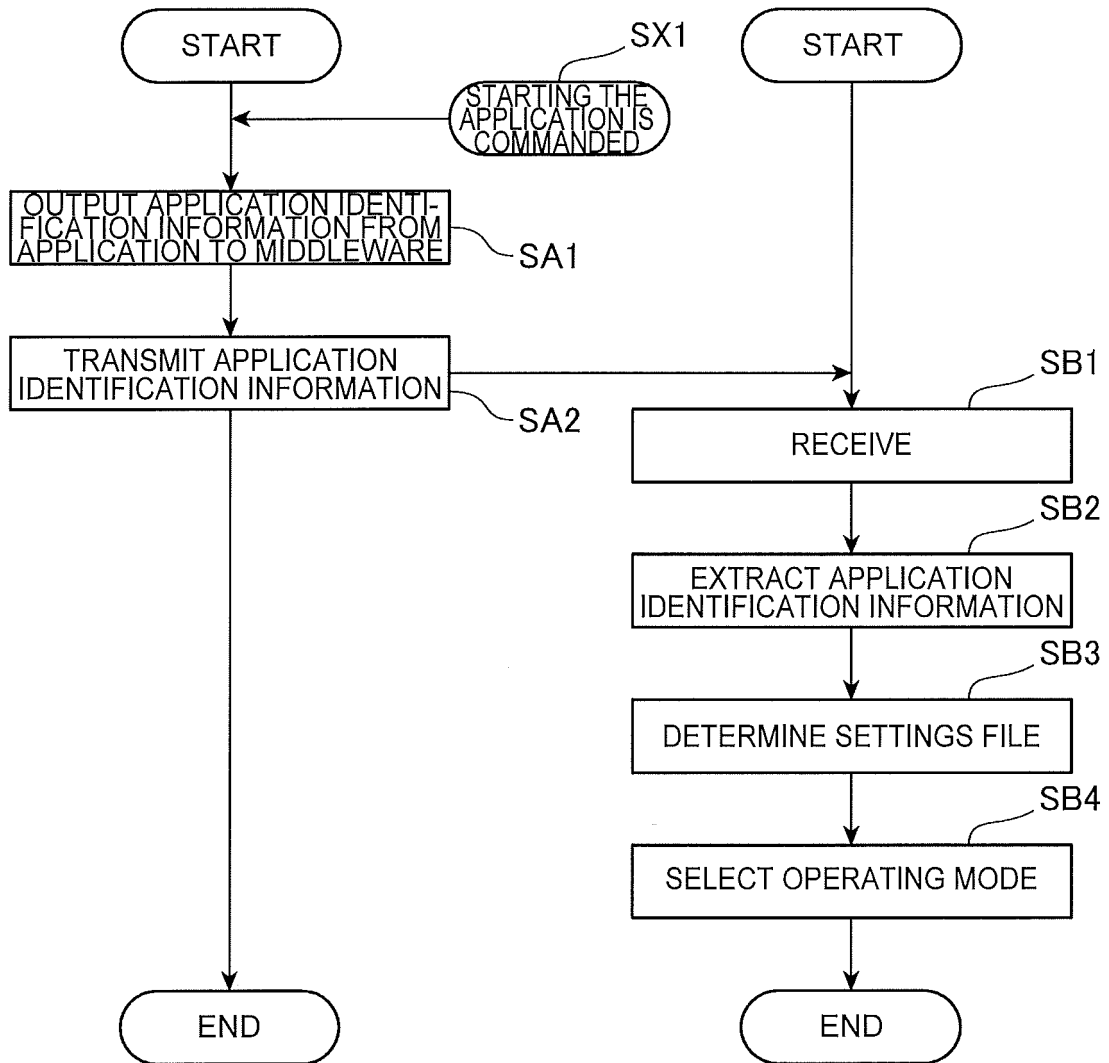 START
SX1
START
STARTING THE
APPLICATION IS
COMMANDED
OUTPUT APPLICATION IDENTI-
FICATION INFORMATION FROM
APPLICATION TO MIDDLEWARE
SA1
TRANSMIT APPLICATION
IDENTIFICATION INFORMATION
SA2
SB1
RECEIVE
SB2
EXTRACT APPLICATION
IDENTIFICATION INFORMATION
SB3
DETERMINE SETTINGS FILE
SB4
SELECT OPERATING MODE
END
END